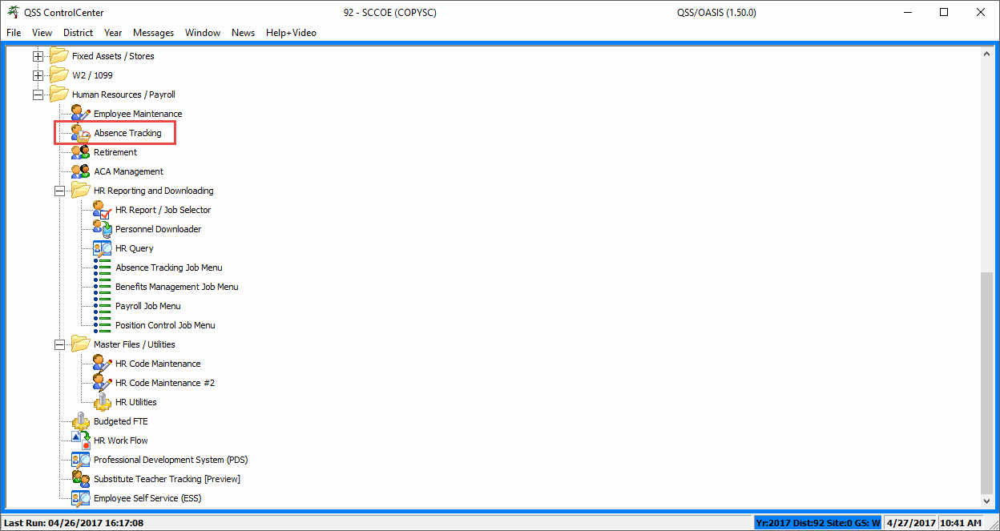 QSS ControlCenter 92 - SCCOE (COPYSC) QSS/OASIS (1.50.0)
File View District Year Messages Window News Help+Video
Fixed Assets / Stores
W2 / 1099
Human Resources / Payroll
Employee Maintenance
Absence Tracking
Retirement
ACA Management
HR Reporting and Downloading
HR Report / Job Selector
Personnel Downloader
HR Query
Absence Tracking Job Menu
Benefits Management Job Menu
Payroll Job Menu
Position Control Job Menu
Master Files / Utilities
HR Code Maintenance
HR Code Maintenance #2
HR Utilities
Budgeted FTE
HR Work Flow
Professional Development System (PDS)
Substitute Teacher Tracking [Preview]
Employee Self Service (ESS)
Last Run: 04/26/2017 16:17:08 Yr:2017 Dist:92 Site:0 GS: W 4/27/2017 10:41 AM